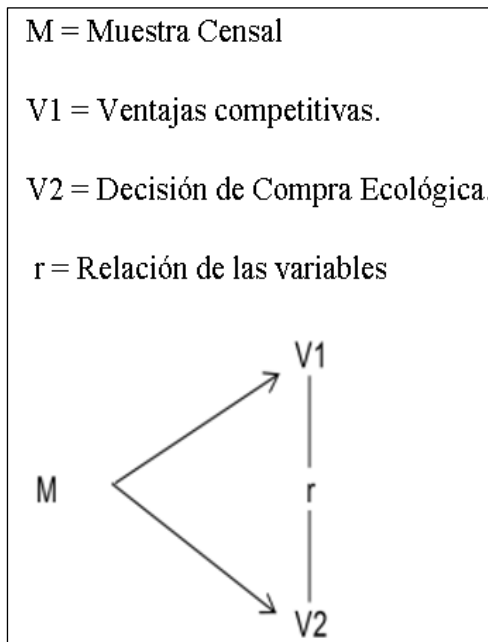 M = Muestra Censal
V1 = Ventajas competitivas.
V2 = Decisión de Compra Ecológica.
r = Relación de las variables
V1
M
r
V2